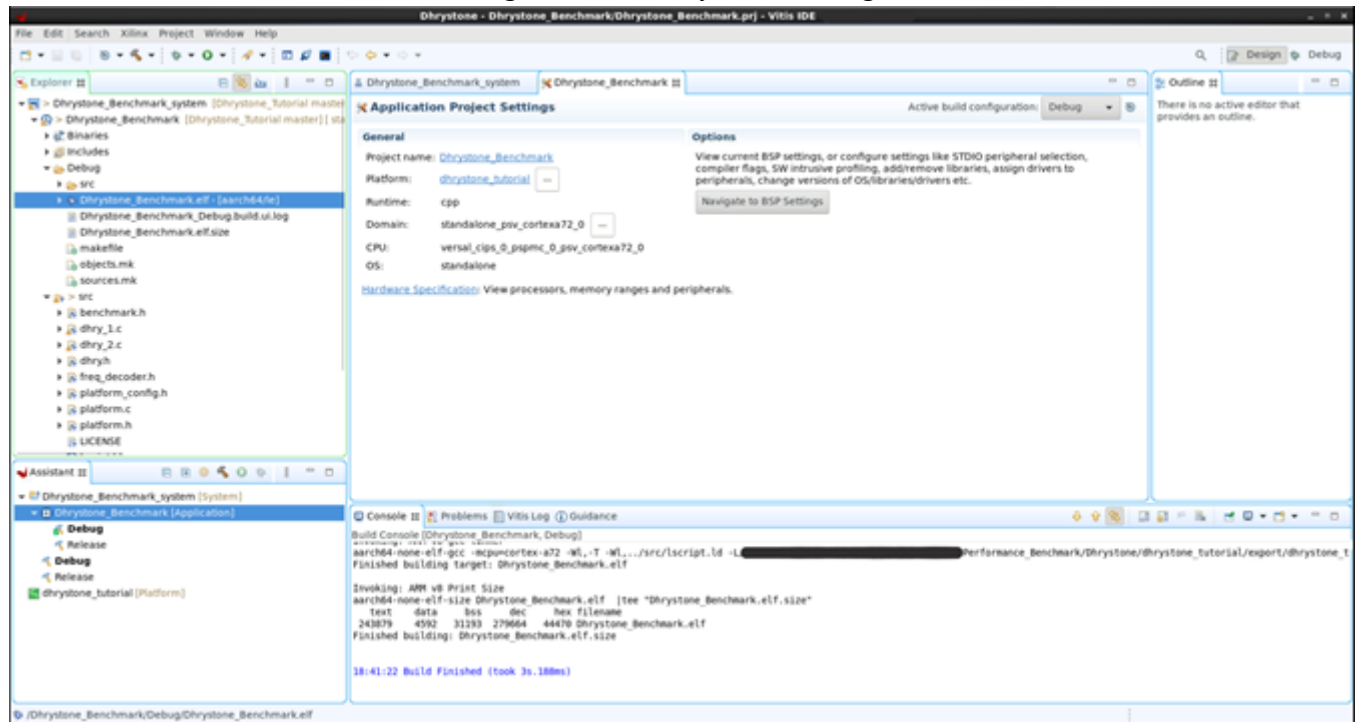 Dhrystone - Dhrystone_Benchmark/Dhrystone_Benchmark.prj - Vitis IDE
File Edit Search Xilinx Project Window Help
Design Debug
Explorer
> Dhrystone_Benchmark_system [Dhrystone_Tutorial master
> Dhrystone_Benchmark [Dhrystone_Tutorial master] [ sta
Binaries
Includes
Debug
src
Dhrystone_Benchmark.elf - [aarch64/le]
Dhrystone_Benchmark_Debug.build.ui.log
Dhrystone_Benchmark.elf.size
makefile
objects.mk
sources.mk
> src
benchmark.h
dhry_1.c
dhry_2.c
dhry.h
freq_decoder.h
platform_config.h
platform.c
platform.h
LICENSE
Dhrystone_Benchmark_system
Dhrystone_Benchmark
Application Project Settings
Active build configuration: Debug
General
Project name: Dhrystone_Benchmark
Platform: dhrystone_tutorial ...
Runtime: cpp
Domain: standalone_psv_cortexa72_0 ...
CPU: versal_cips_0_pspmc_0_psv_cortexa72_0
OS: standalone
Hardware Specification: View processors, memory ranges and peripherals.
Options
View current BSP settings, or configure settings like STDIO peripheral selection,
compiler flags, SW intrusive profiling, add/remove libraries, assign drivers to
peripherals, change versions of OS/libraries/drivers etc.
Navigate to BSP Settings
Outline
There is no active editor that
provides an outline.
Assistant
Dhrystone_Benchmark_system [System]
Dhrystone_Benchmark [Application]
Debug
Release
Debug
Release
dhrystone_tutorial [Platform]
Console Problems Vitis Log Guidance
Build Console [Dhrystone_Benchmark, Debug]
aarch64-none-elf-gcc -mcpu=cortex-a72 -Wl,-T -Wl,../src/lscript.ld -L Performance_Benchmark/Dhrystone/dhrystone_tutorial/export/dhrystone_t
Finished building target: Dhrystone_Benchmark.elf
Invoking: ARM v8 Print Size
aarch64-none-elf-size Dhrystone_Benchmark.elf |tee "Dhrystone_Benchmark.elf.size"
text data bss dec hex filename
243879 4592 31193 279664 44470 Dhrystone_Benchmark.elf
Finished building: Dhrystone_Benchmark.elf.size
18:41:22 Build Finished (took 3s.188ms)
/Dhrystone_Benchmark/Debug/Dhrystone_Benchmark.elf